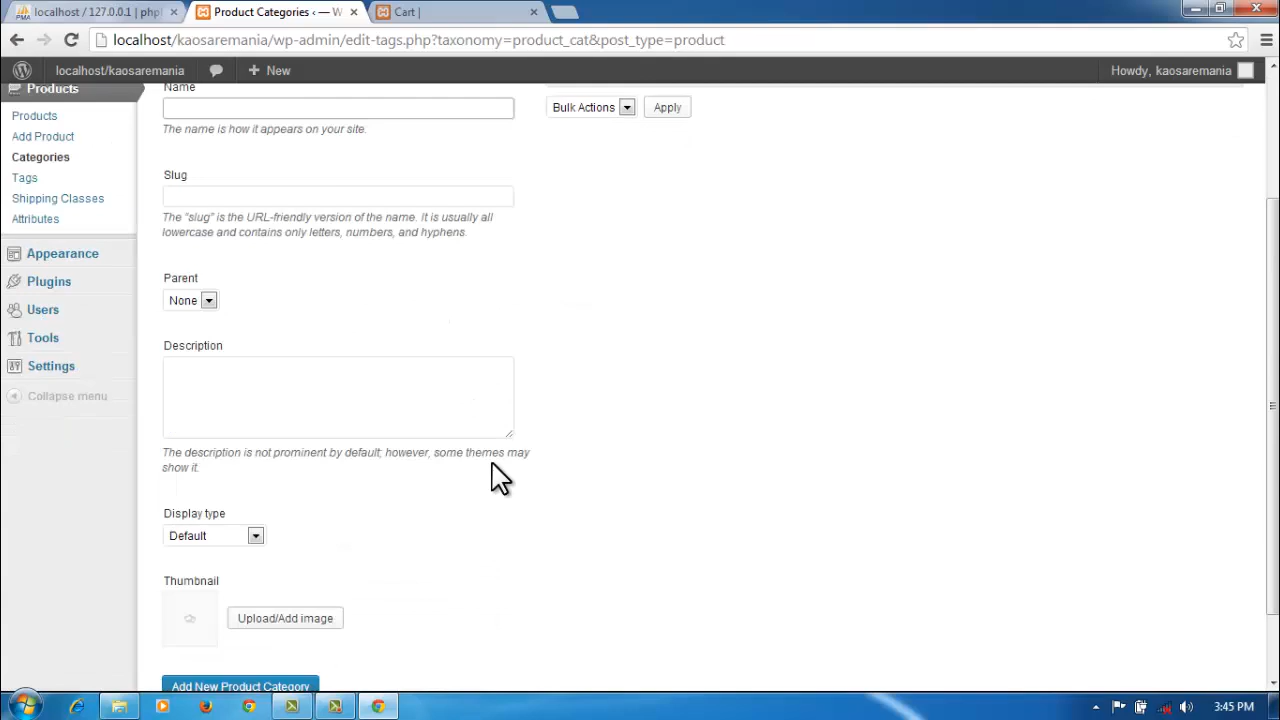 localhost / 127.0.0.1 | php
Product Categories ‹ — W
Cart |
localhost/kaosaremania/wp-admin/edit-tags.php?taxonomy=product_cat&post_type=product
localhost/kaosaremania
New
Howdy, kaosaremania
Products
Products
Add Product
Categories
Tags
Shipping Classes
Attributes
Appearance
Plugins
Users
Tools
Settings
Collapse menu
Name
The name is how it appears on your site.
Slug
The “slug” is the URL-friendly version of the name. It is usually all
lowercase and contains only letters, numbers, and hyphens.
Parent
None
Description
The description is not prominent by default; however, some themes may
show it.
Display type
Default
Thumbnail
Upload/Add image
Add New Product Category
Bulk Actions
Apply
3:45 PM